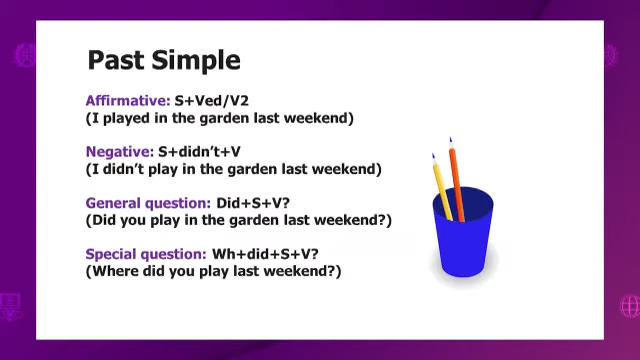 Past Simple
Affirmative: S+Ved/V2
(I played in the garden last weekend)
Negative: S+didn’t+V
(I didn’t play in the garden last weekend)
General question: Did+S+V?
(Did you play in the garden last weekend?)
Special question: Wh+did+S+V?
(Where did you play last weekend?)